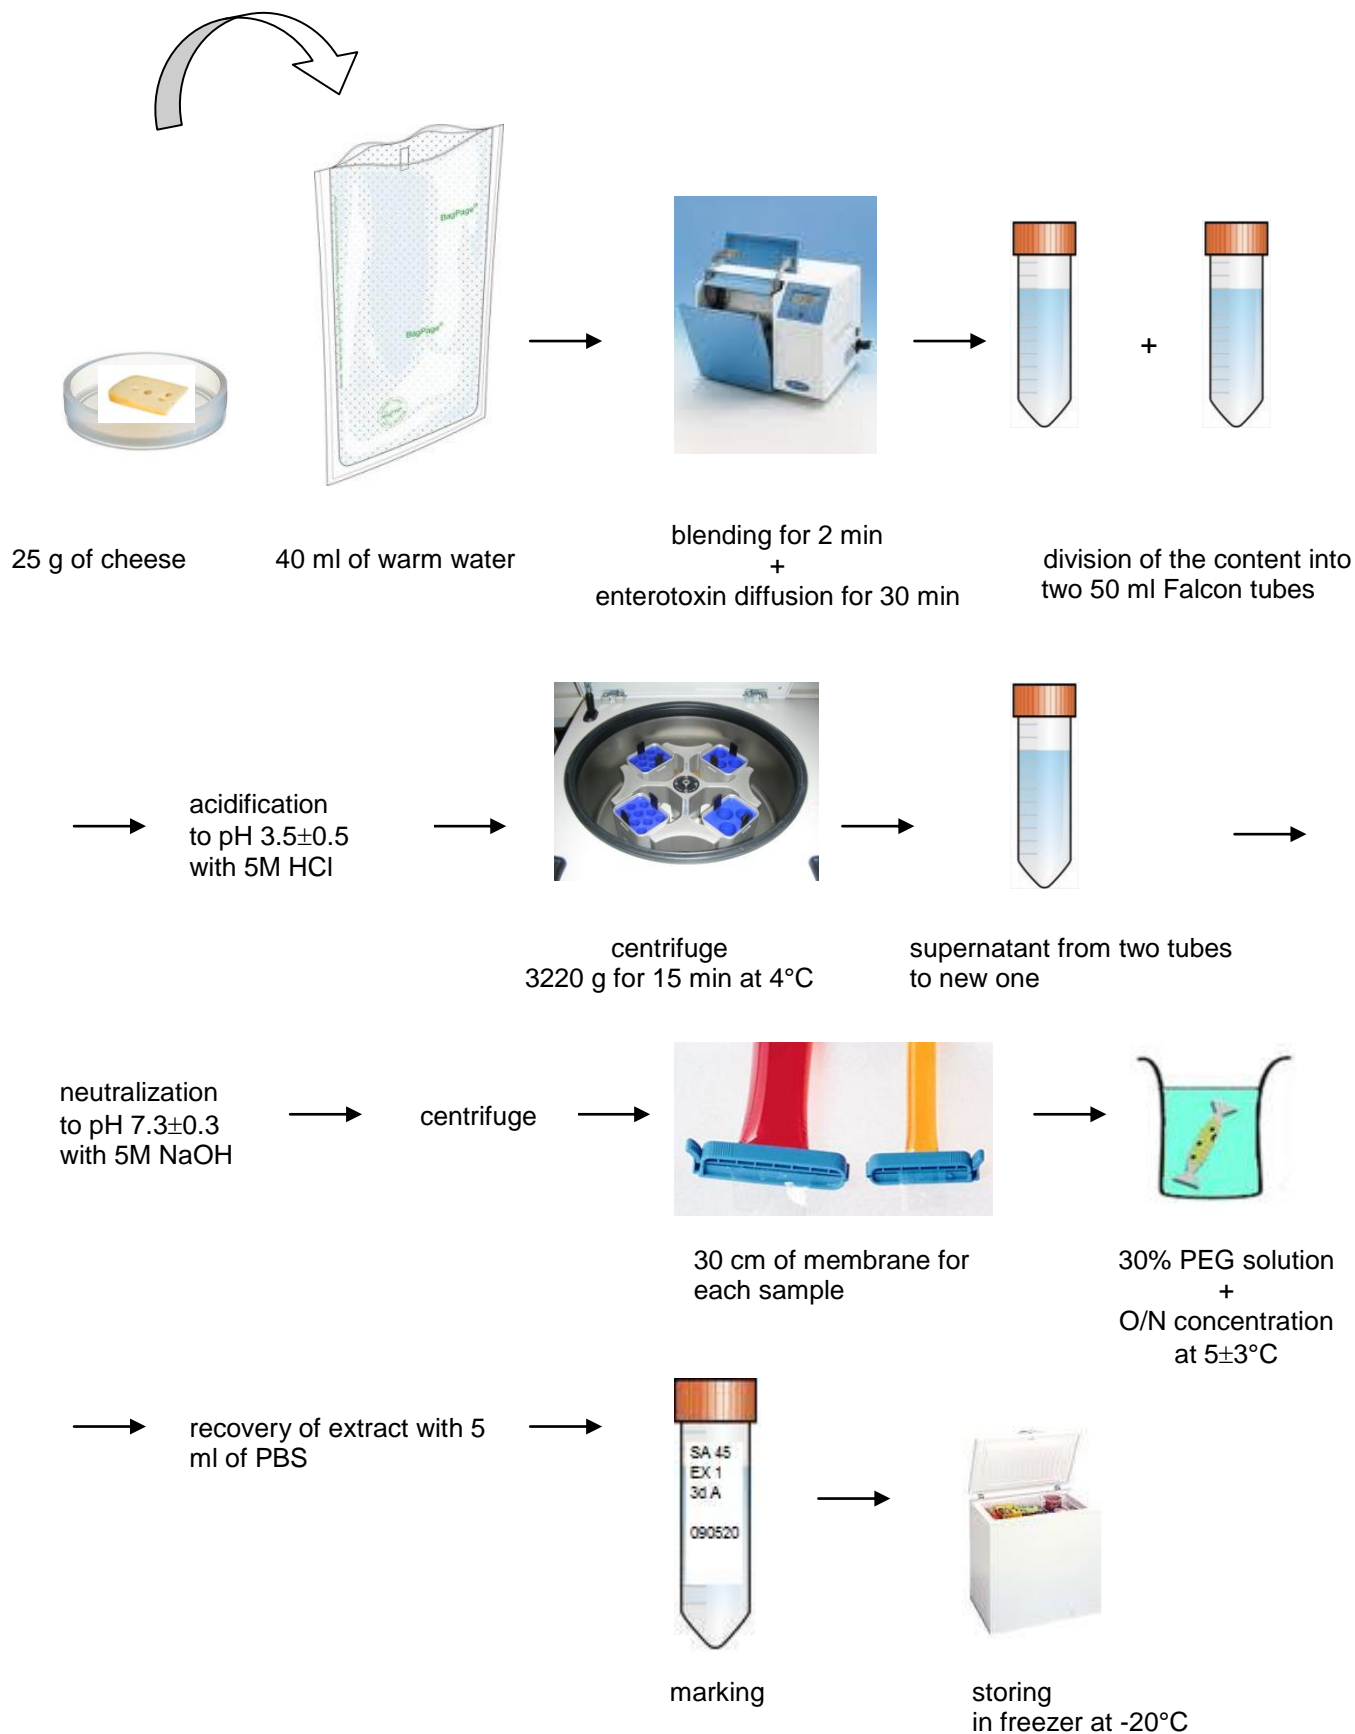 BagPage®
BagPage®
25 g of cheese
40 ml of warm water
blending for 2 min
+
enterotoxin diffusion for 30 min
+
division of the content into
two 50 ml Falcon tubes
acidification
to pH 3.5±0.5
with 5M HCl
centrifuge
3220 g for 15 min at 4°C
supernatant from two tubes
to new one
neutralization
to pH 7.3±0.3
with 5M NaOH
centrifuge
30 cm of membrane for
each sample
30% PEG solution
+
O/N concentration
at 5±3°C
recovery of extract with 5
ml of PBS
SA 45
EX 1
3d A
090520
marking
storing
in freezer at -20°C